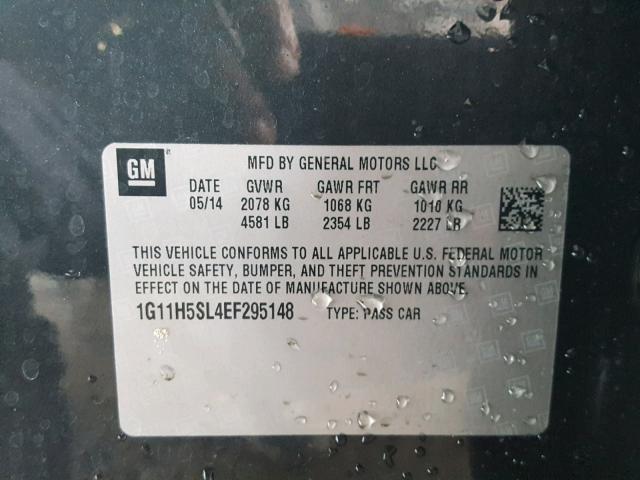 GM
MFD BY GENERAL MOTORS LLC
DATE GVWR GAWR FRT GAWR RR
05/14 2078 KG 1068 KG 1010 KG
4581 LB 2354 LB 2227 LB
THIS VEHICLE CONFORMS TO ALL APPLICABLE U.S. FEDERAL MOTOR
VEHICLE SAFETY, BUMPER, AND THEFT PREVENTION STANDARDS IN
EFFECT ON THE DATE OF MANUFACTURE SHOWN ABOVE.
1G11H5SL4EF295148 TYPE: PASS CAR